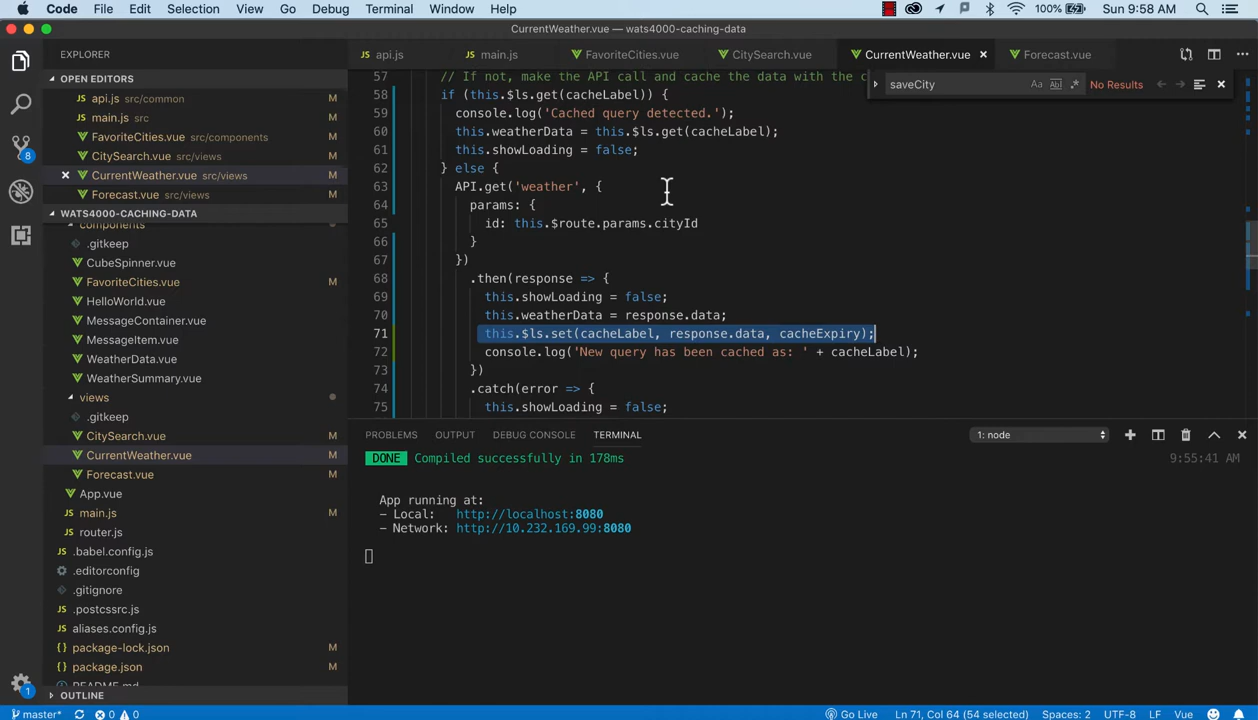 Code File Edit Selection View Go Debug Terminal Window Help 100% Sun 9:58 AM
CurrentWeather.vue — wats4000-caching-data
EXPLORER
OPEN EDITORS
api.js src/common M
main.js src M
FavoriteCities.vue src/components M
CitySearch.vue src/views M
CurrentWeather.vue src/views M
Forecast.vue src/views M
WATS4000-CACHING-DATA
components
.gitkeep
CubeSpinner.vue
FavoriteCities.vue M
HelloWorld.vue
MessageContainer.vue
MessageItem.vue
WeatherData.vue
WeatherSummary.vue
views
.gitkeep
CitySearch.vue M
CurrentWeather.vue M
Forecast.vue M
App.vue
main.js M
router.js
.babel.config.js
.editorconfig
.gitignore
.postcssrc.js
aliases.config.js
package-lock.json M
package.json M
README.md
OUTLINE
8
1
api.js main.js FavoriteCities.vue CitySearch.vue CurrentWeather.vue Forecast.vue
saveCity Aa Abl .* No Results
57 // If not, make the API call and cache the data with the c
58 if (this.$ls.get(cacheLabel)) {
59 console.log('Cached query detected.');
60 this.weatherData = this.$ls.get(cacheLabel);
61 this.showLoading = false;
62 } else {
63 API.get('weather', {
64 params: {
65 id: this.$route.params.cityId
66 }
67 })
68 .then(response => {
69 this.showLoading = false;
70 this.weatherData = response.data;
71 this.$ls.set(cacheLabel, response.data, cacheExpiry);
72 console.log('New query has been cached as: ' + cacheLabel);
73 })
74 .catch(error => {
75 this.showLoading = false;
PROBLEMS OUTPUT DEBUG CONSOLE TERMINAL 1: node
DONE Compiled successfully in 178ms 9:55:41 AM
App running at:
- Local: http://localhost:8080
- Network: http://10.232.169.99:8080
master* 0 0 Go Live Ln 71, Col 64 (54 selected) Spaces: 2 UTF-8 LF Vue